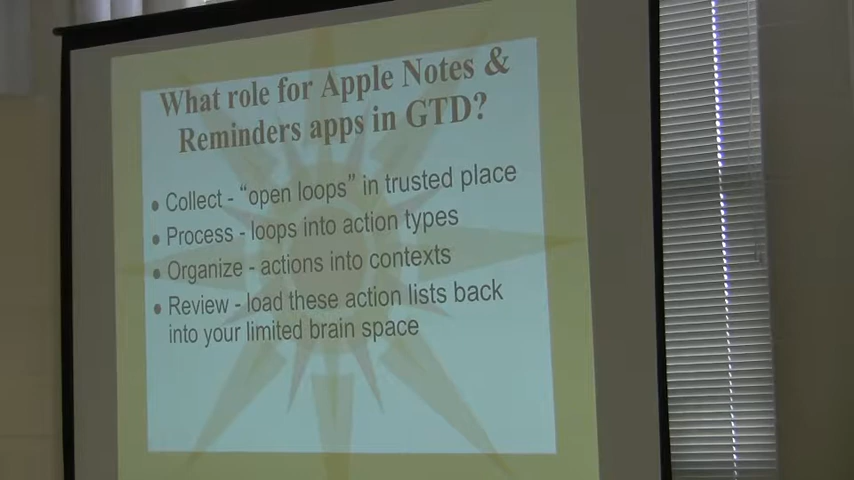 What role for Apple Notes &
Reminders apps in GTD?
• Collect - “open loops” in trusted place
• Process - loops into action types
• Organize - actions into contexts
• Review - load these action lists back
into your limited brain space